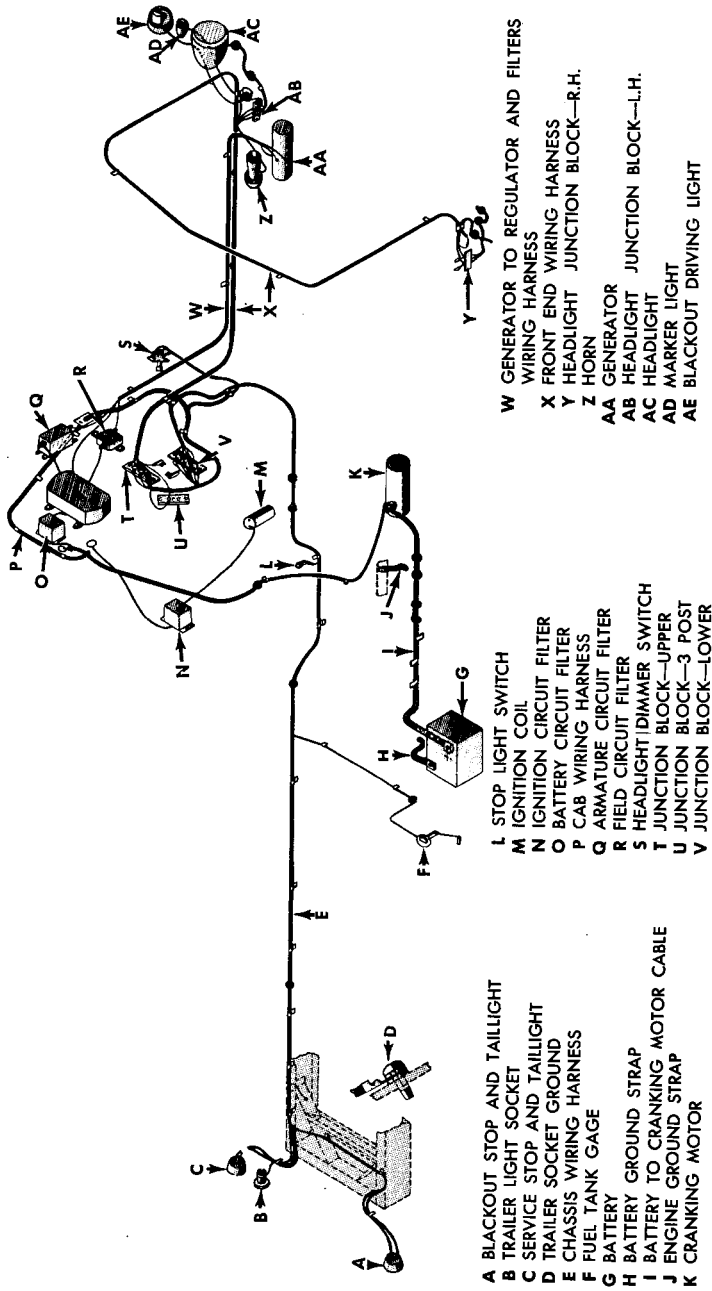 A
B
C
D
E
F
G
H
I
J
K
L
M
N
O
P
Q
R
S
T
U
V
W
X
Y
Z
AA
AB
AC
AD
AE
A BLACKOUT STOP AND TAILLIGHT
B TRAILER LIGHT SOCKET
C SERVICE STOP AND TAILLIGHT
D TRAILER SOCKET GROUND
E CHASSIS WIRING HARNESS
F FUEL TANK GAGE
G BATTERY
H BATTERY GROUND STRAP
I BATTERY TO CRANKING MOTOR CABLE
J ENGINE GROUND STRAP
K CRANKING MOTOR
L STOP LIGHT SWITCH
M IGNITION COIL
N IGNITION CIRCUIT FILTER
O BATTERY CIRCUIT FILTER
P CAB WIRING HARNESS
Q ARMATURE CIRCUIT FILTER
R FIELD CIRCUIT FILTER
S HEADLIGHT DIMMER SWITCH
T JUNCTION BLOCK—UPPER
U JUNCTION BLOCK—3 POST
V JUNCTION BLOCK—LOWER
W GENERATOR TO REGULATOR AND FILTERS
WIRING HARNESS
X FRONT END WIRING HARNESS
Y HEADLIGHT JUNCTION BLOCK—R.H.
Z HORN
AA GENERATOR
AB HEADLIGHT JUNCTION BLOCK—L.H.
AC HEADLIGHT
AD MARKER LIGHT
AE BLACKOUT DRIVING LIGHT